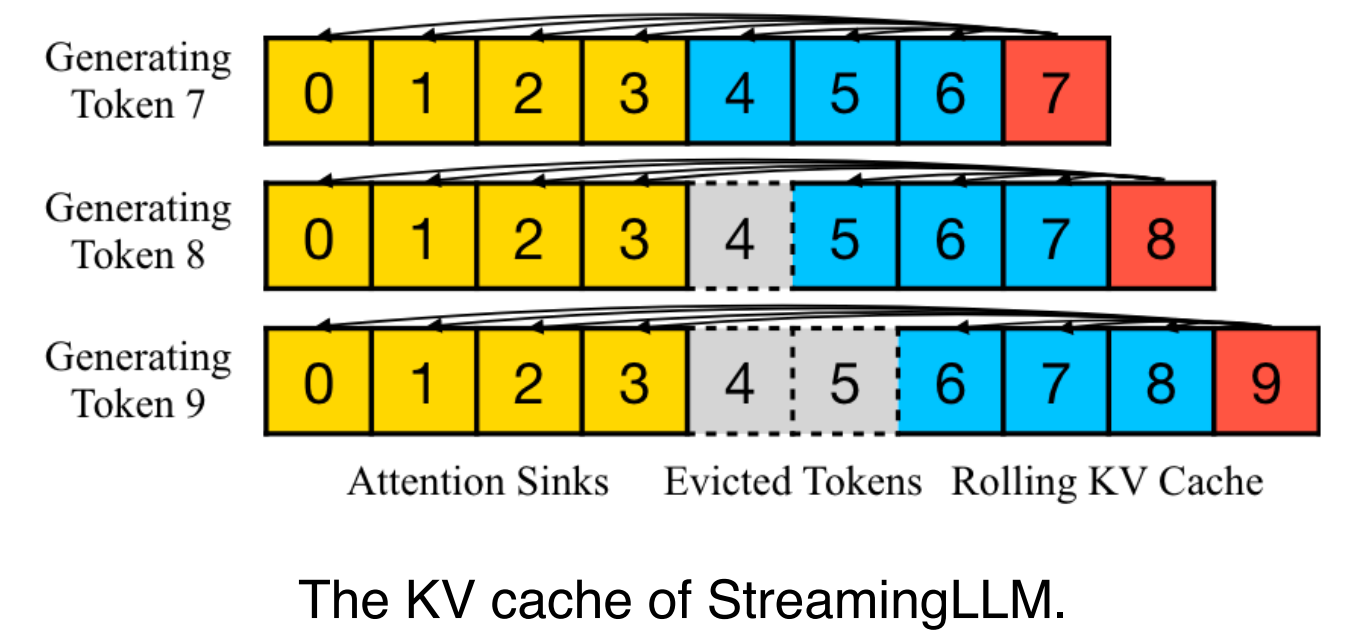 Generating
Token 7
0 1 2 3 4 5 6 7
Generating
Token 8
0 1 2 3 4 5 6 7 8
Generating
Token 9
0 1 2 3 4 5 6 7 8 9
Attention Sinks Evicted Tokens Rolling KV Cache
The KV cache of StreamingLLM.